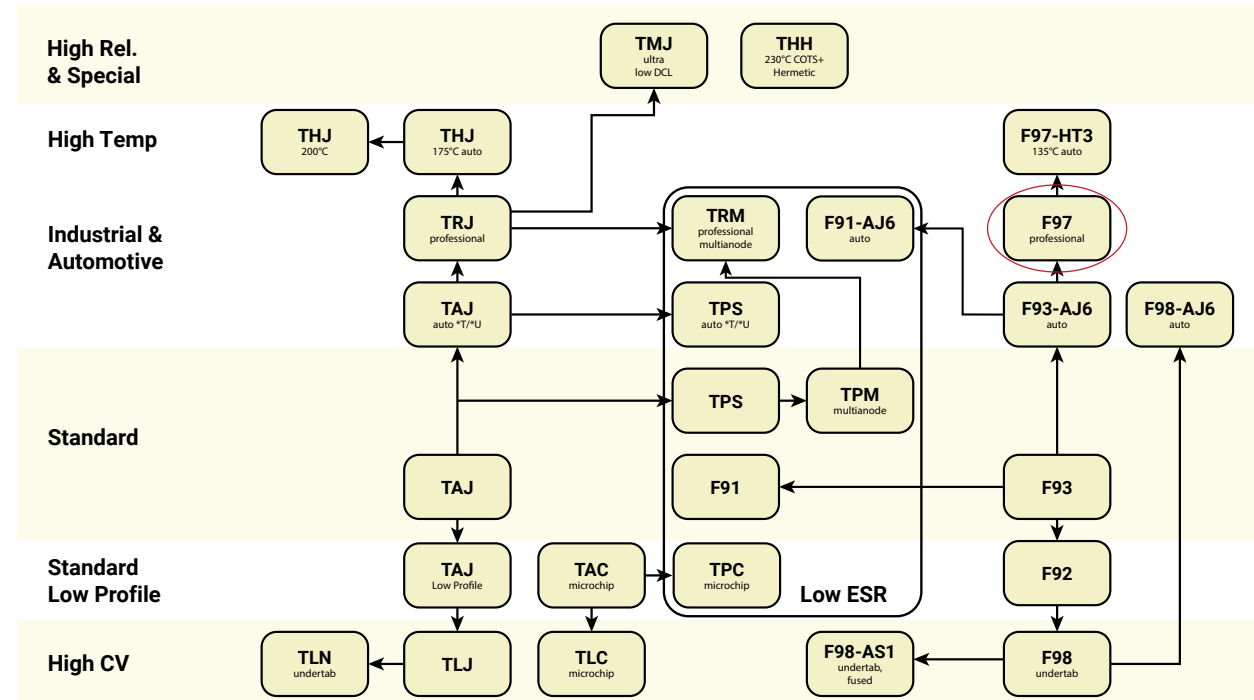 High Rel.
& Special
TMJ
ultra
low DCL
THH
230°C COTS+
Hermetic
High Temp
THJ
200°C
THJ
175°C auto
F97-HT3
135°C auto
Industrial &
Automotive
TRJ
professional
TRM
professional
multianode
F91-AJ6
auto
F97
professional
TAJ
auto *T/*U
TPS
auto *T/*U
F93-AJ6
auto
F98-AJ6
auto
Standard
TPS
TPM
multianode
TAJ
F91
F93
Standard
Low Profile
TAJ
Low Profile
TAC
microchip
TPC
microchip
Low ESR
F92
High CV
TLN
undertab
TLJ
TLC
microchip
F98-AS1
undertab,
fused
F98
undertab